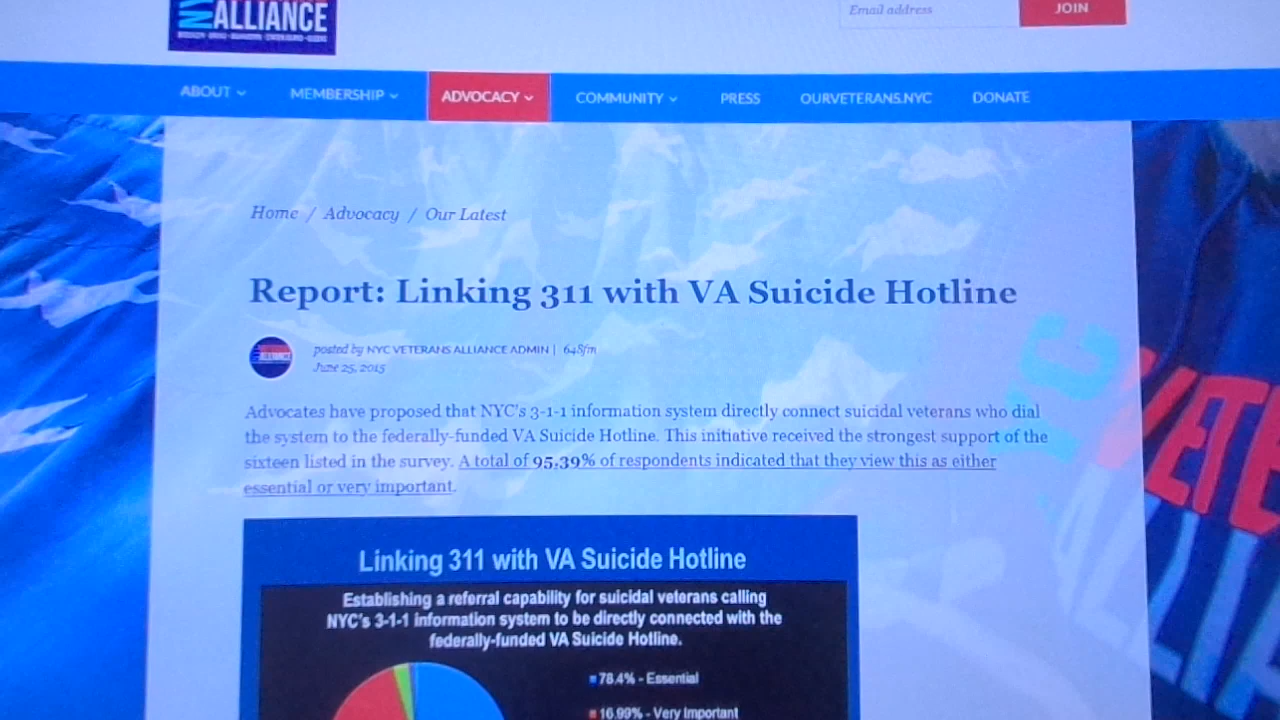 NY
ALLIANCE
Email address
JOIN
ABOUT
MEMBERSHIP
ADVOCACY
COMMUNITY
PRESS
OURVETERANS.NYC
DONATE
Home / Advocacy / Our Latest
Report: Linking 311 with VA Suicide Hotline
ALLIANCE
posted by NYC VETERANS ALLIANCE ADMIN | 648fm
June 25, 2015
Advocates have proposed that NYC's 3-1-1 information system directly connect suicidal veterans who dial
the system to the federally-funded VA Suicide Hotline. This initiative received the strongest support of the
sixteen listed in the survey. A total of 95.39% of respondents indicated that they view this as either
essential or very important.
Linking 311 with VA Suicide Hotline
Establishing a referral capability for suicidal veterans calling
NYC's 3-1-1 information system to be directly connected with the
federally-funded VA Suicide Hotline.
78.4% - Essential
16.99% - Very Important
YC
VETE